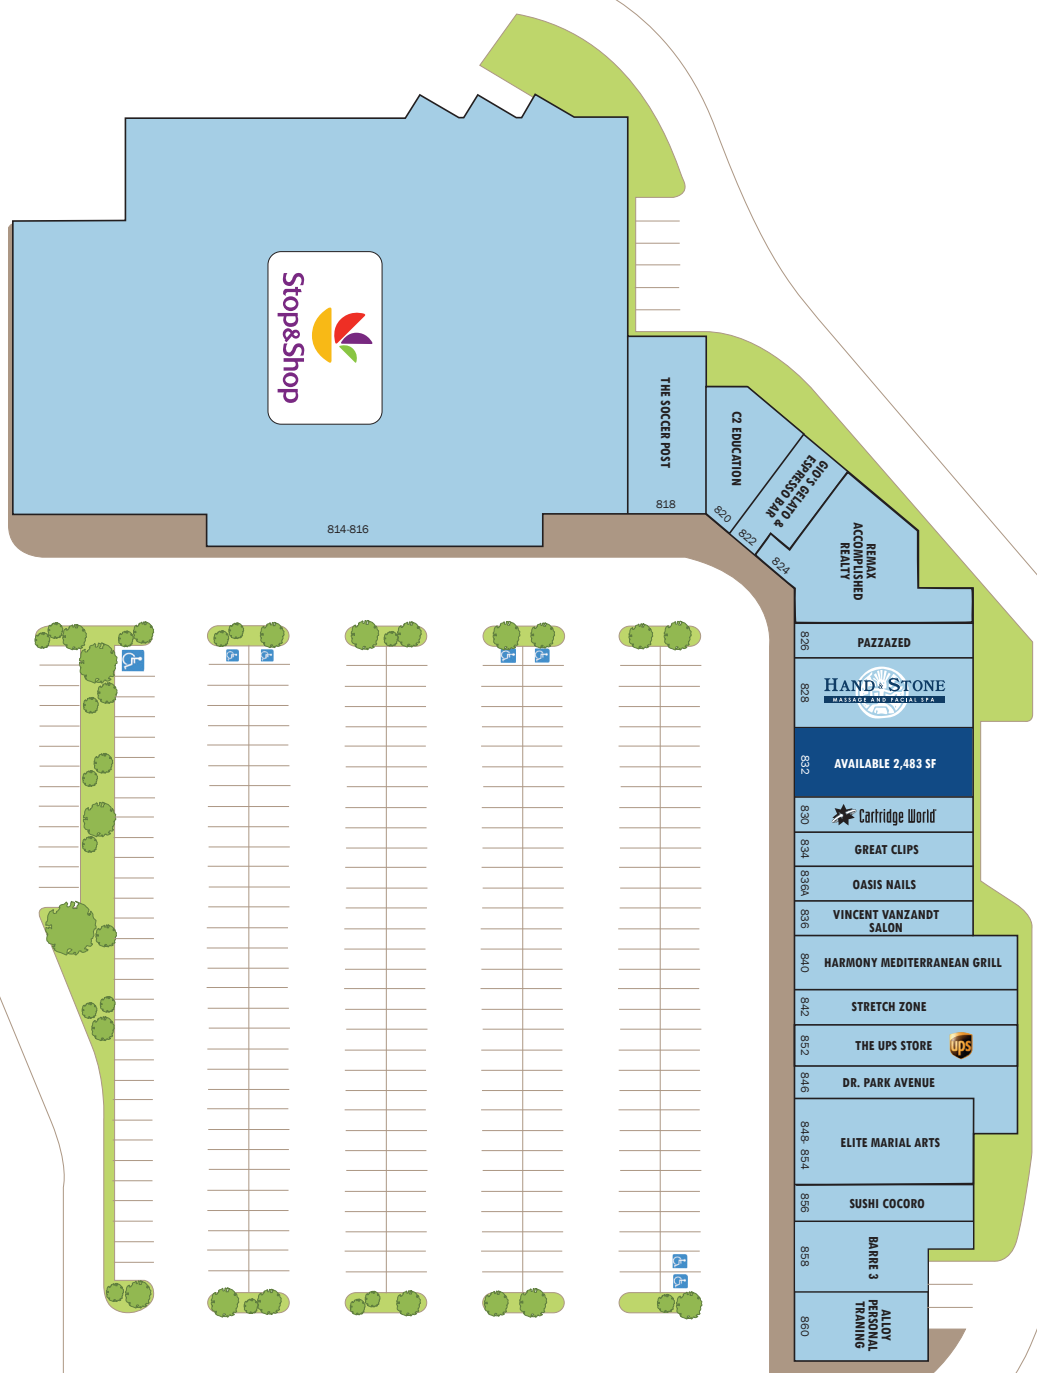 Stop&Shop
814-816
THE SOCCER POST
818
C2 EDUCATION
820
GIO'S GELATO &
ESPRESSO BAR
822
REMAX
ACCOMPLISHED
REALTY
824
826
PAZZAZED
828
HAND & STONE
MASSAGE AND FACIAL SPA
832
AVAILABLE 2,483 SF
830
Cartridge World
834
GREAT CLIPS
836A
OASIS NAILS
836
VINCENT VANZANDT
SALON
840
HARMONY MEDITERRANEAN GRILL
842
STRETCH ZONE
852
THE UPS STORE
ups
846
DR. PARK AVENUE
848- 854
ELITE MARIAL ARTS
856
SUSHI COCORO
858
BARRE 3
860
ALLOY
PERSONAL
TRANING